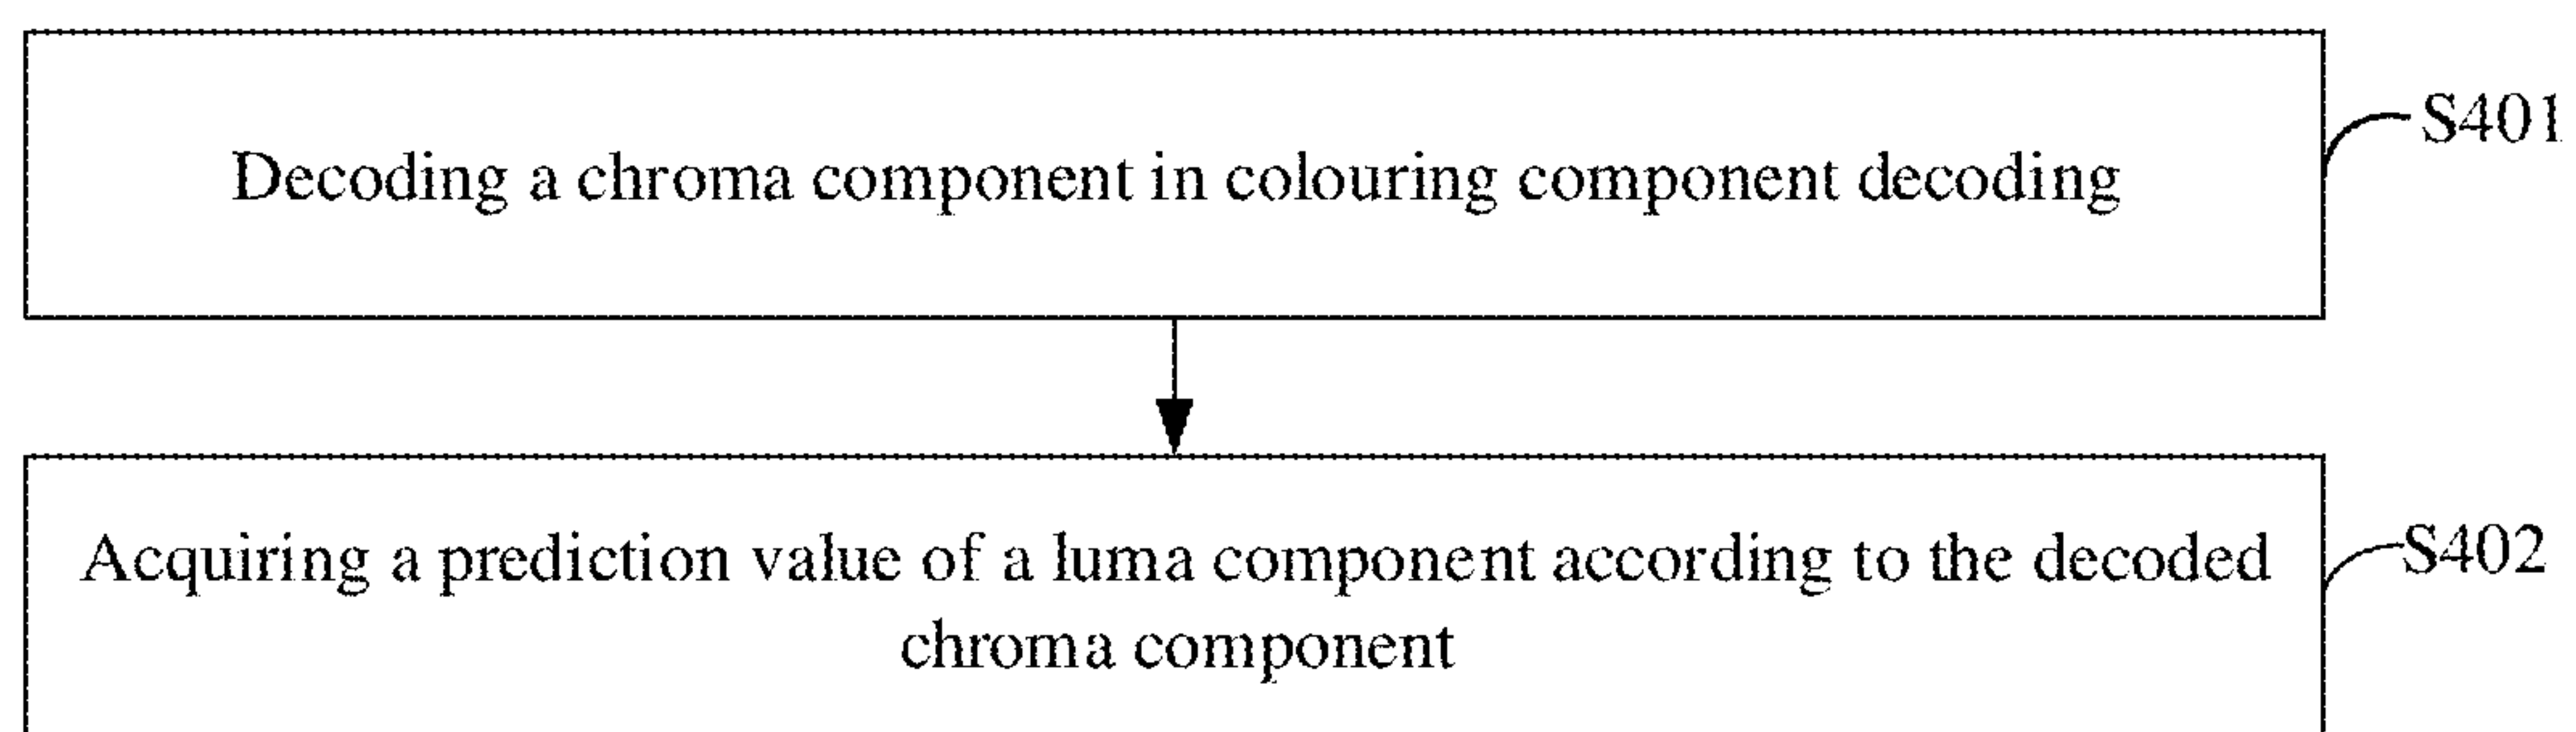 Decoding a chroma component in colouring component decoding
S401
Acquiring a prediction value of a luma component according to the decoded
chroma component
S402